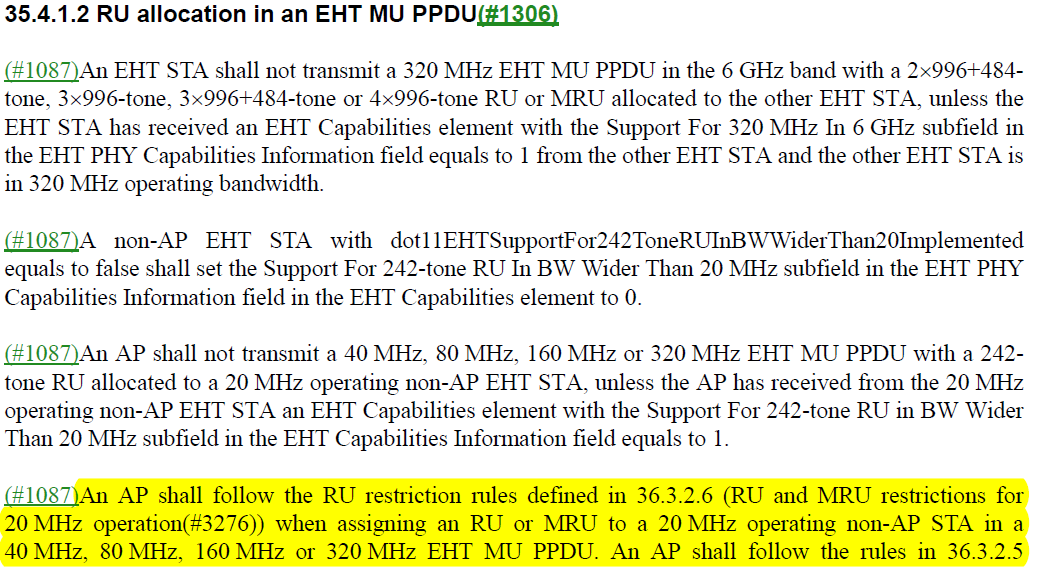 35.4.1.2 RU allocation in an EHT MU PPDU(#1306)
(#1087)An EHT STA shall not transmit a 320 MHz EHT MU PPDU in the 6 GHz band with a 2×996+484-
tone, 3×996-tone, 3×996+484-tone or 4×996-tone RU or MRU allocated to the other EHT STA, unless the
EHT STA has received an EHT Capabilities element with the Support For 320 MHz In 6 GHz subfield in
the EHT PHY Capabilities Information field equals to 1 from the other EHT STA and the other EHT STA is
in 320 MHz operating bandwidth.
(#1087)A non-AP EHT STA with dot11EHTSupportFor242ToneRUInBWWiderThan20Implemented
equals to false shall set the Support For 242-tone RU In BW Wider Than 20 MHz subfield in the EHT PHY
Capabilities Information field in the EHT Capabilities element to 0.
(#1087)An AP shall not transmit a 40 MHz, 80 MHz, 160 MHz or 320 MHz EHT MU PPDU with a 242-
tone RU allocated to a 20 MHz operating non-AP EHT STA, unless the AP has received from the 20 MHz
operating non-AP EHT STA an EHT Capabilities element with the Support For 242-tone RU in BW Wider
Than 20 MHz subfield in the EHT Capabilities Information field equals to 1.
(#1087)An AP shall follow the RU restriction rules defined in 36.3.2.6 (RU and MRU restrictions for
20 MHz operation(#3276)) when assigning an RU or MRU to a 20 MHz operating non-AP STA in a
40 MHz, 80 MHz, 160 MHz or 320 MHz EHT MU PPDU. An AP shall follow the rules in 36.3.2.5